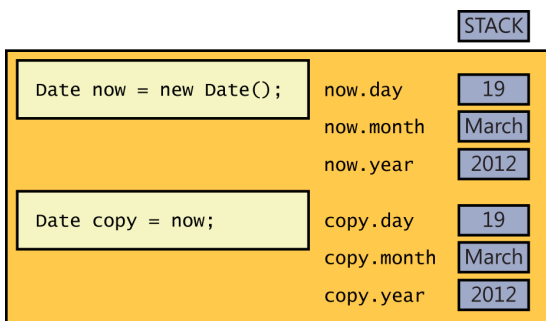 STACK
Date now = new Date(); now.day 19
now.month March
now.year 2012
Date copy = now; copy.day 19
copy.month March
copy.year 2012